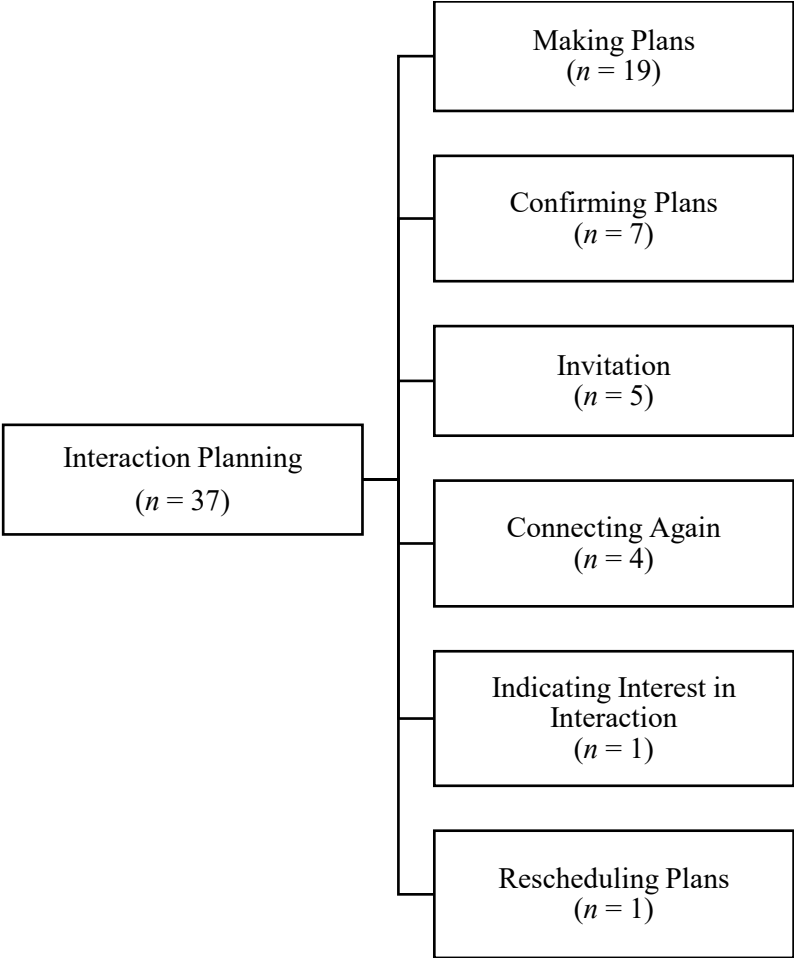 Making Plans
(n = 19)
Confirming Plans
(n = 7)
Invitation
(n = 5)
Interaction Planning
(n = 37)
Connecting Again
(n = 4)
Indicating Interest in
Interaction
(n = 1)
Rescheduling Plans
(n = 1)